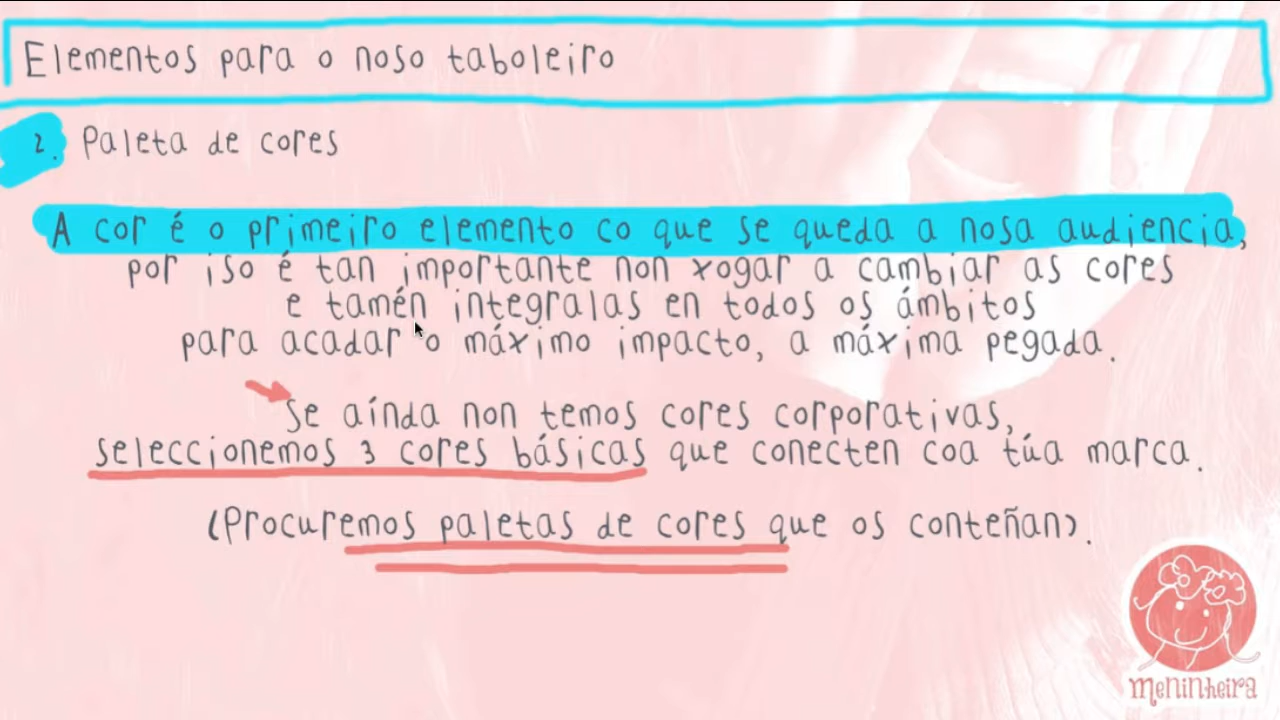 Elementos para o noso taboleiro
2. Paleta de cores
A cor é o primeiro elemento co que se queda a nosa audiencia,
por iso é tan importante non xogar a cambiar as cores
e tamén integralas en todos os ámbitos
para acadar o máximo impacto, a máxima pegada.
Se aínda non temos cores corporativas,
seleccionemos 3 cores básicas que conecten coa túa marca.
(Procuremos paletas de cores que os conteñan).
meninheira